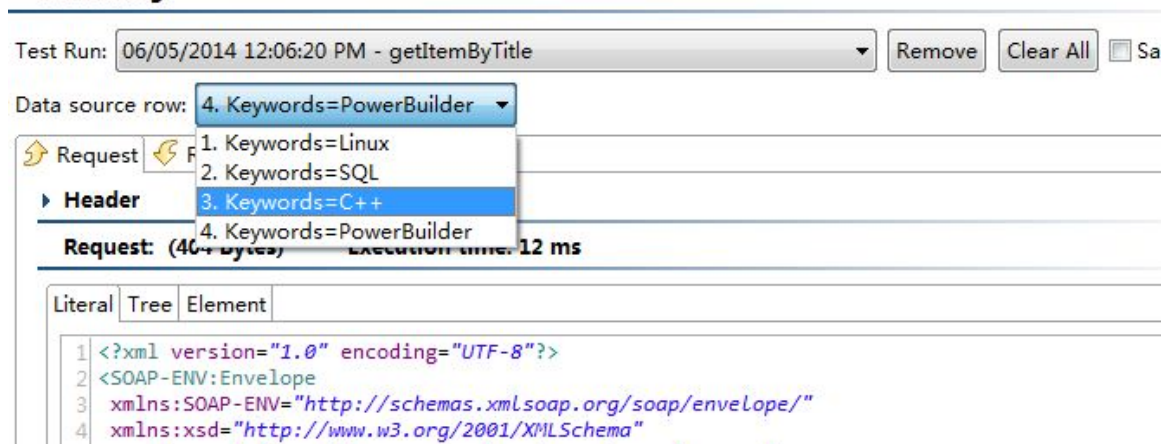 Test Run: 06/05/2014 12:06:20 PM - getItemByTitle Remove Clear All Sa
Data source row: 4. Keywords=PowerBuilder
1. Keywords=Linux
Request
2. Keywords=SQL
Header
3. Keywords=C++
4. Keywords=PowerBuilder
Request: (404 bytes) Execution time: 12 ms
Literal Tree Element
1 <?xml version="1.0" encoding="UTF-8"?>
2 <SOAP-ENV:Envelope
3 xmlns:SOAP-ENV="http://schemas.xmlsoap.org/soap/envelope/"
4 xmlns:xsd="http://www.w3.org/2001/XMLSchema"